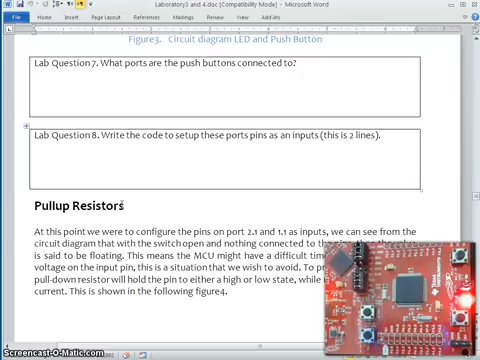 Laboratory3 and 4.doc [Compatibility Mode] - Microsoft Word
File Home Insert Page Layout References Mailings Review View Add-Ins
Figure3. Circuit diagram LED and Push Button
Lab Question 7. What ports are the push buttons connected to?
Lab Question 8. Write the code to setup these ports pins as an inputs (this is 2 lines).
Pullup Resistors
At this point we were to configure the pins on port 2.1 and 1.1 as inputs, we can see from the
circuit diagram that with the switch open and nothing connected to
is said to be floating. This means the MCU might have a difficult
voltage on the input pin, this is a situation that we wish to avoid. To
pull-down resistor will hold the pin to either a high or low state, while
current. This is shown in the following figure4.
Screencast-O-Matic.com